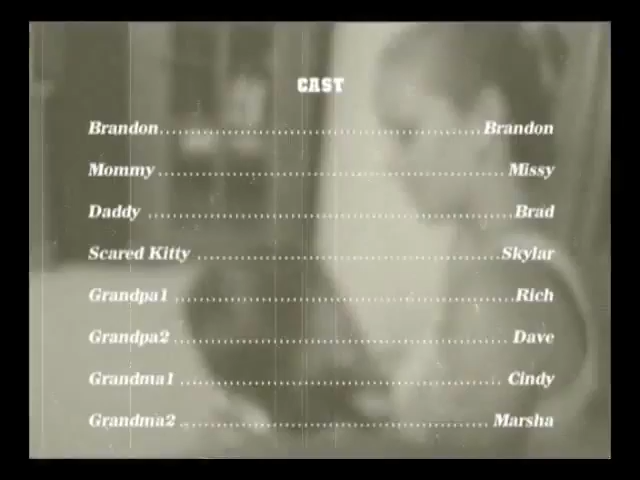 CAST
Brandon..................................................Brandon
Mommy..................................................Missy
Daddy ..................................................Brad
Scared Kitty ..........................................Skylar
Grandpa1 ..............................................Rich
Grandpa2 ..............................................Dave
Grandma1 ..............................................Cindy
Grandma2 ..............................................Marsha